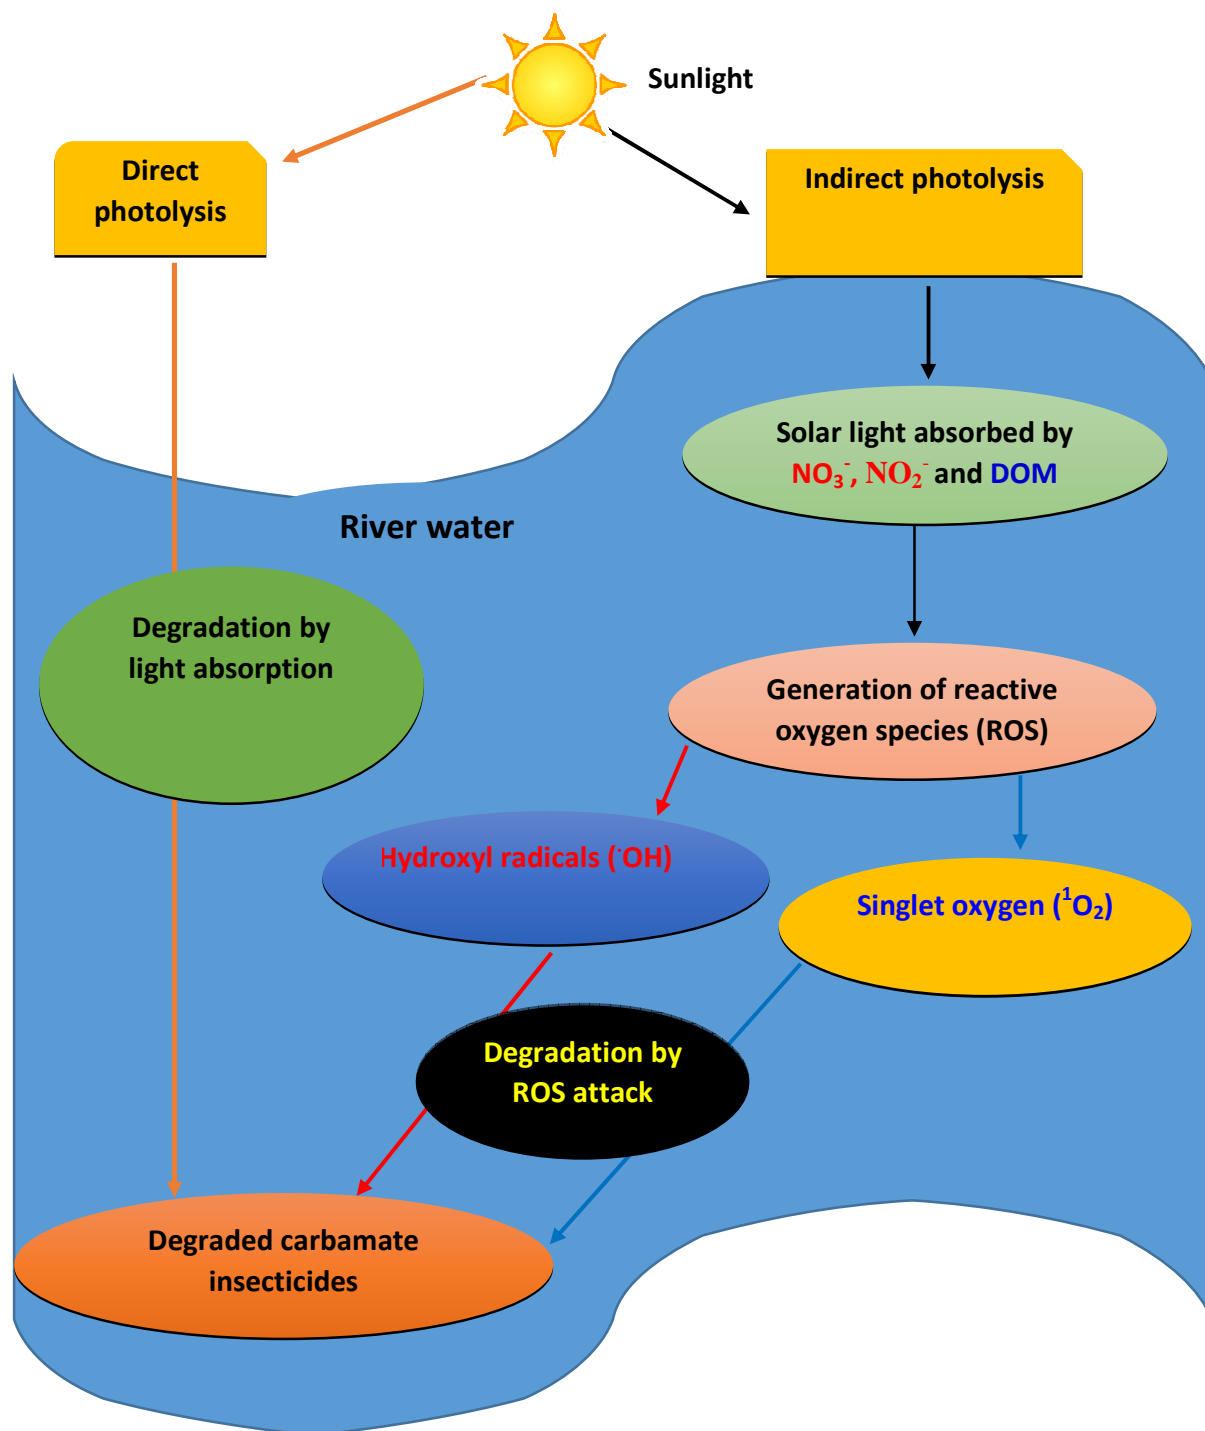 Sunlight
Direct
photolysis
Indirect photolysis
Solar light absorbed by
NO₃⁻, NO₂⁻ and DOM
River water
Degradation by
light absorption
Generation of reactive
oxygen species (ROS)
Hydroxyl radicals (˙OH)
Singlet oxygen (¹O₂)
Degradation by
ROS attack
Degraded carbamate
insecticides